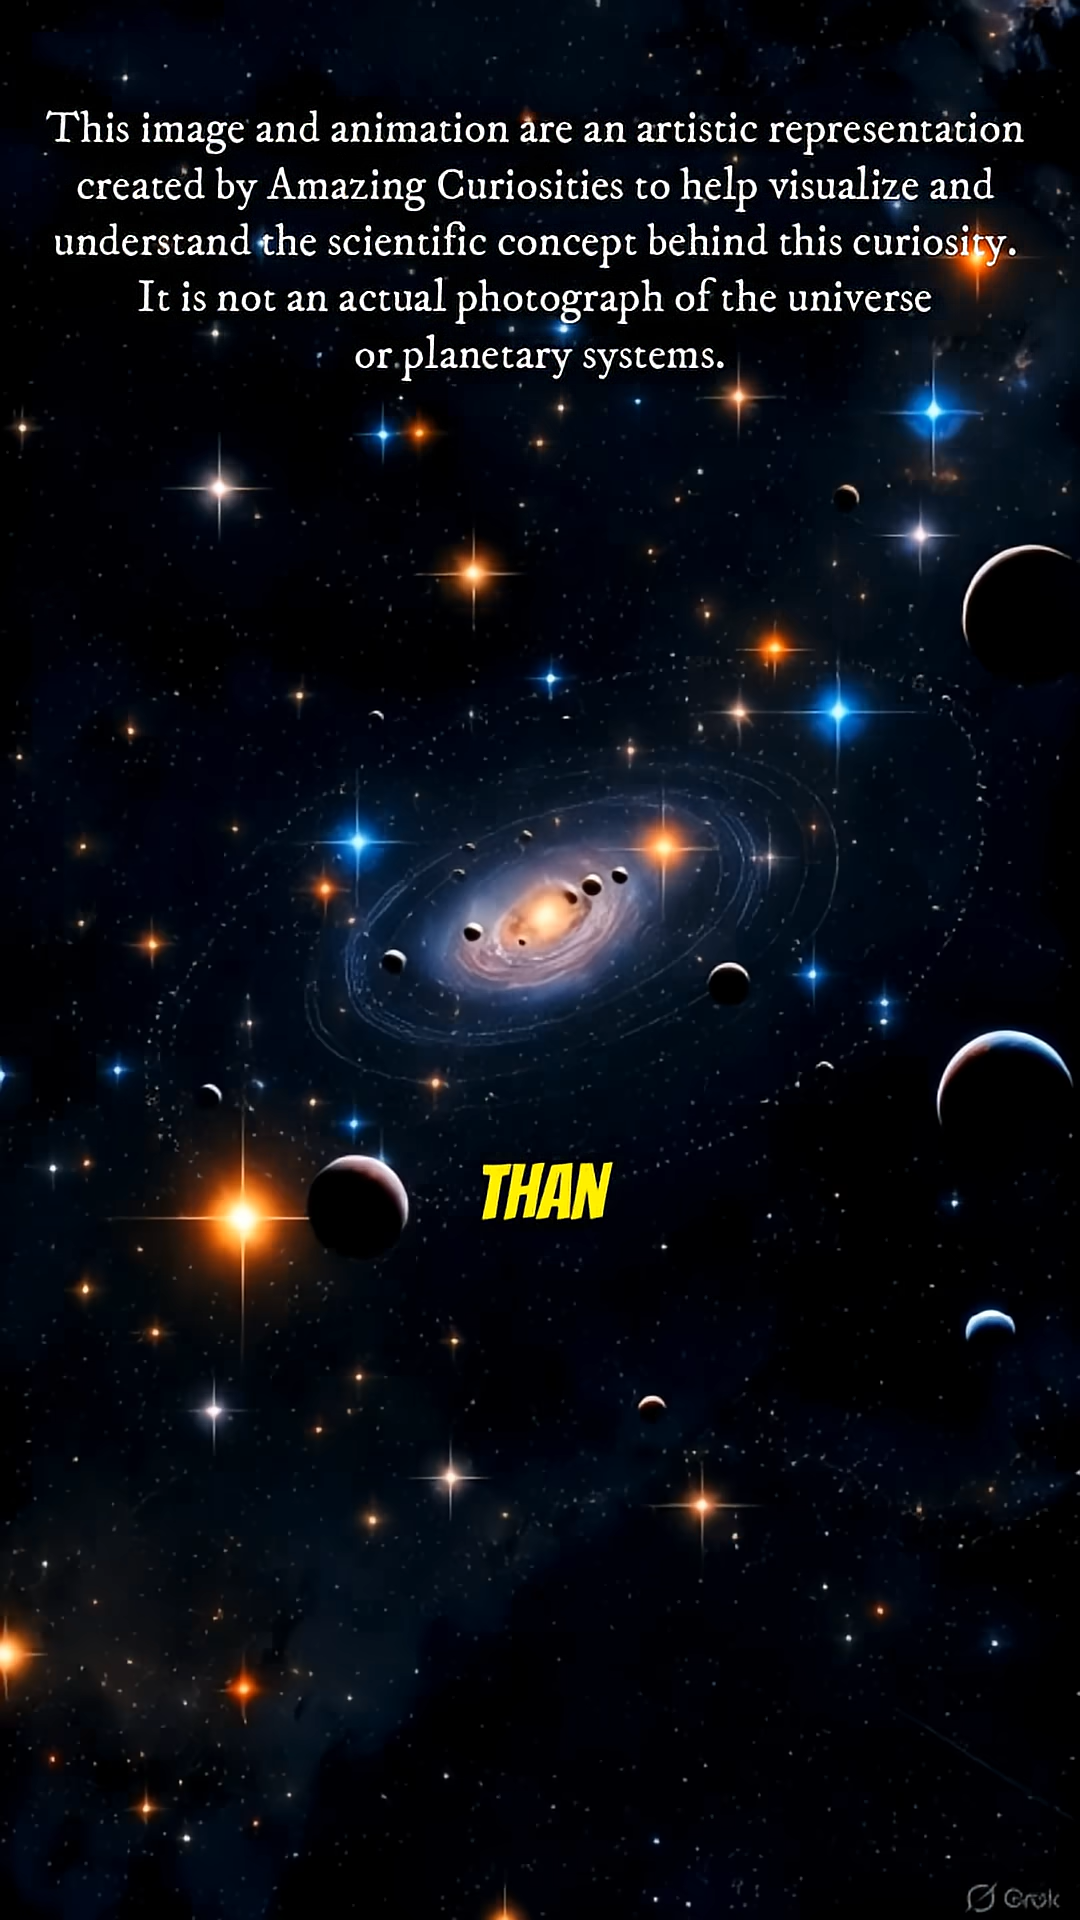 This image and animation are an artistic representation
created by Amazing Curiosities to help visualize and
understand the scientific concept behind this curiosity.
It is not an actual photograph of the universe
or planetary systems.
THAN
Grok